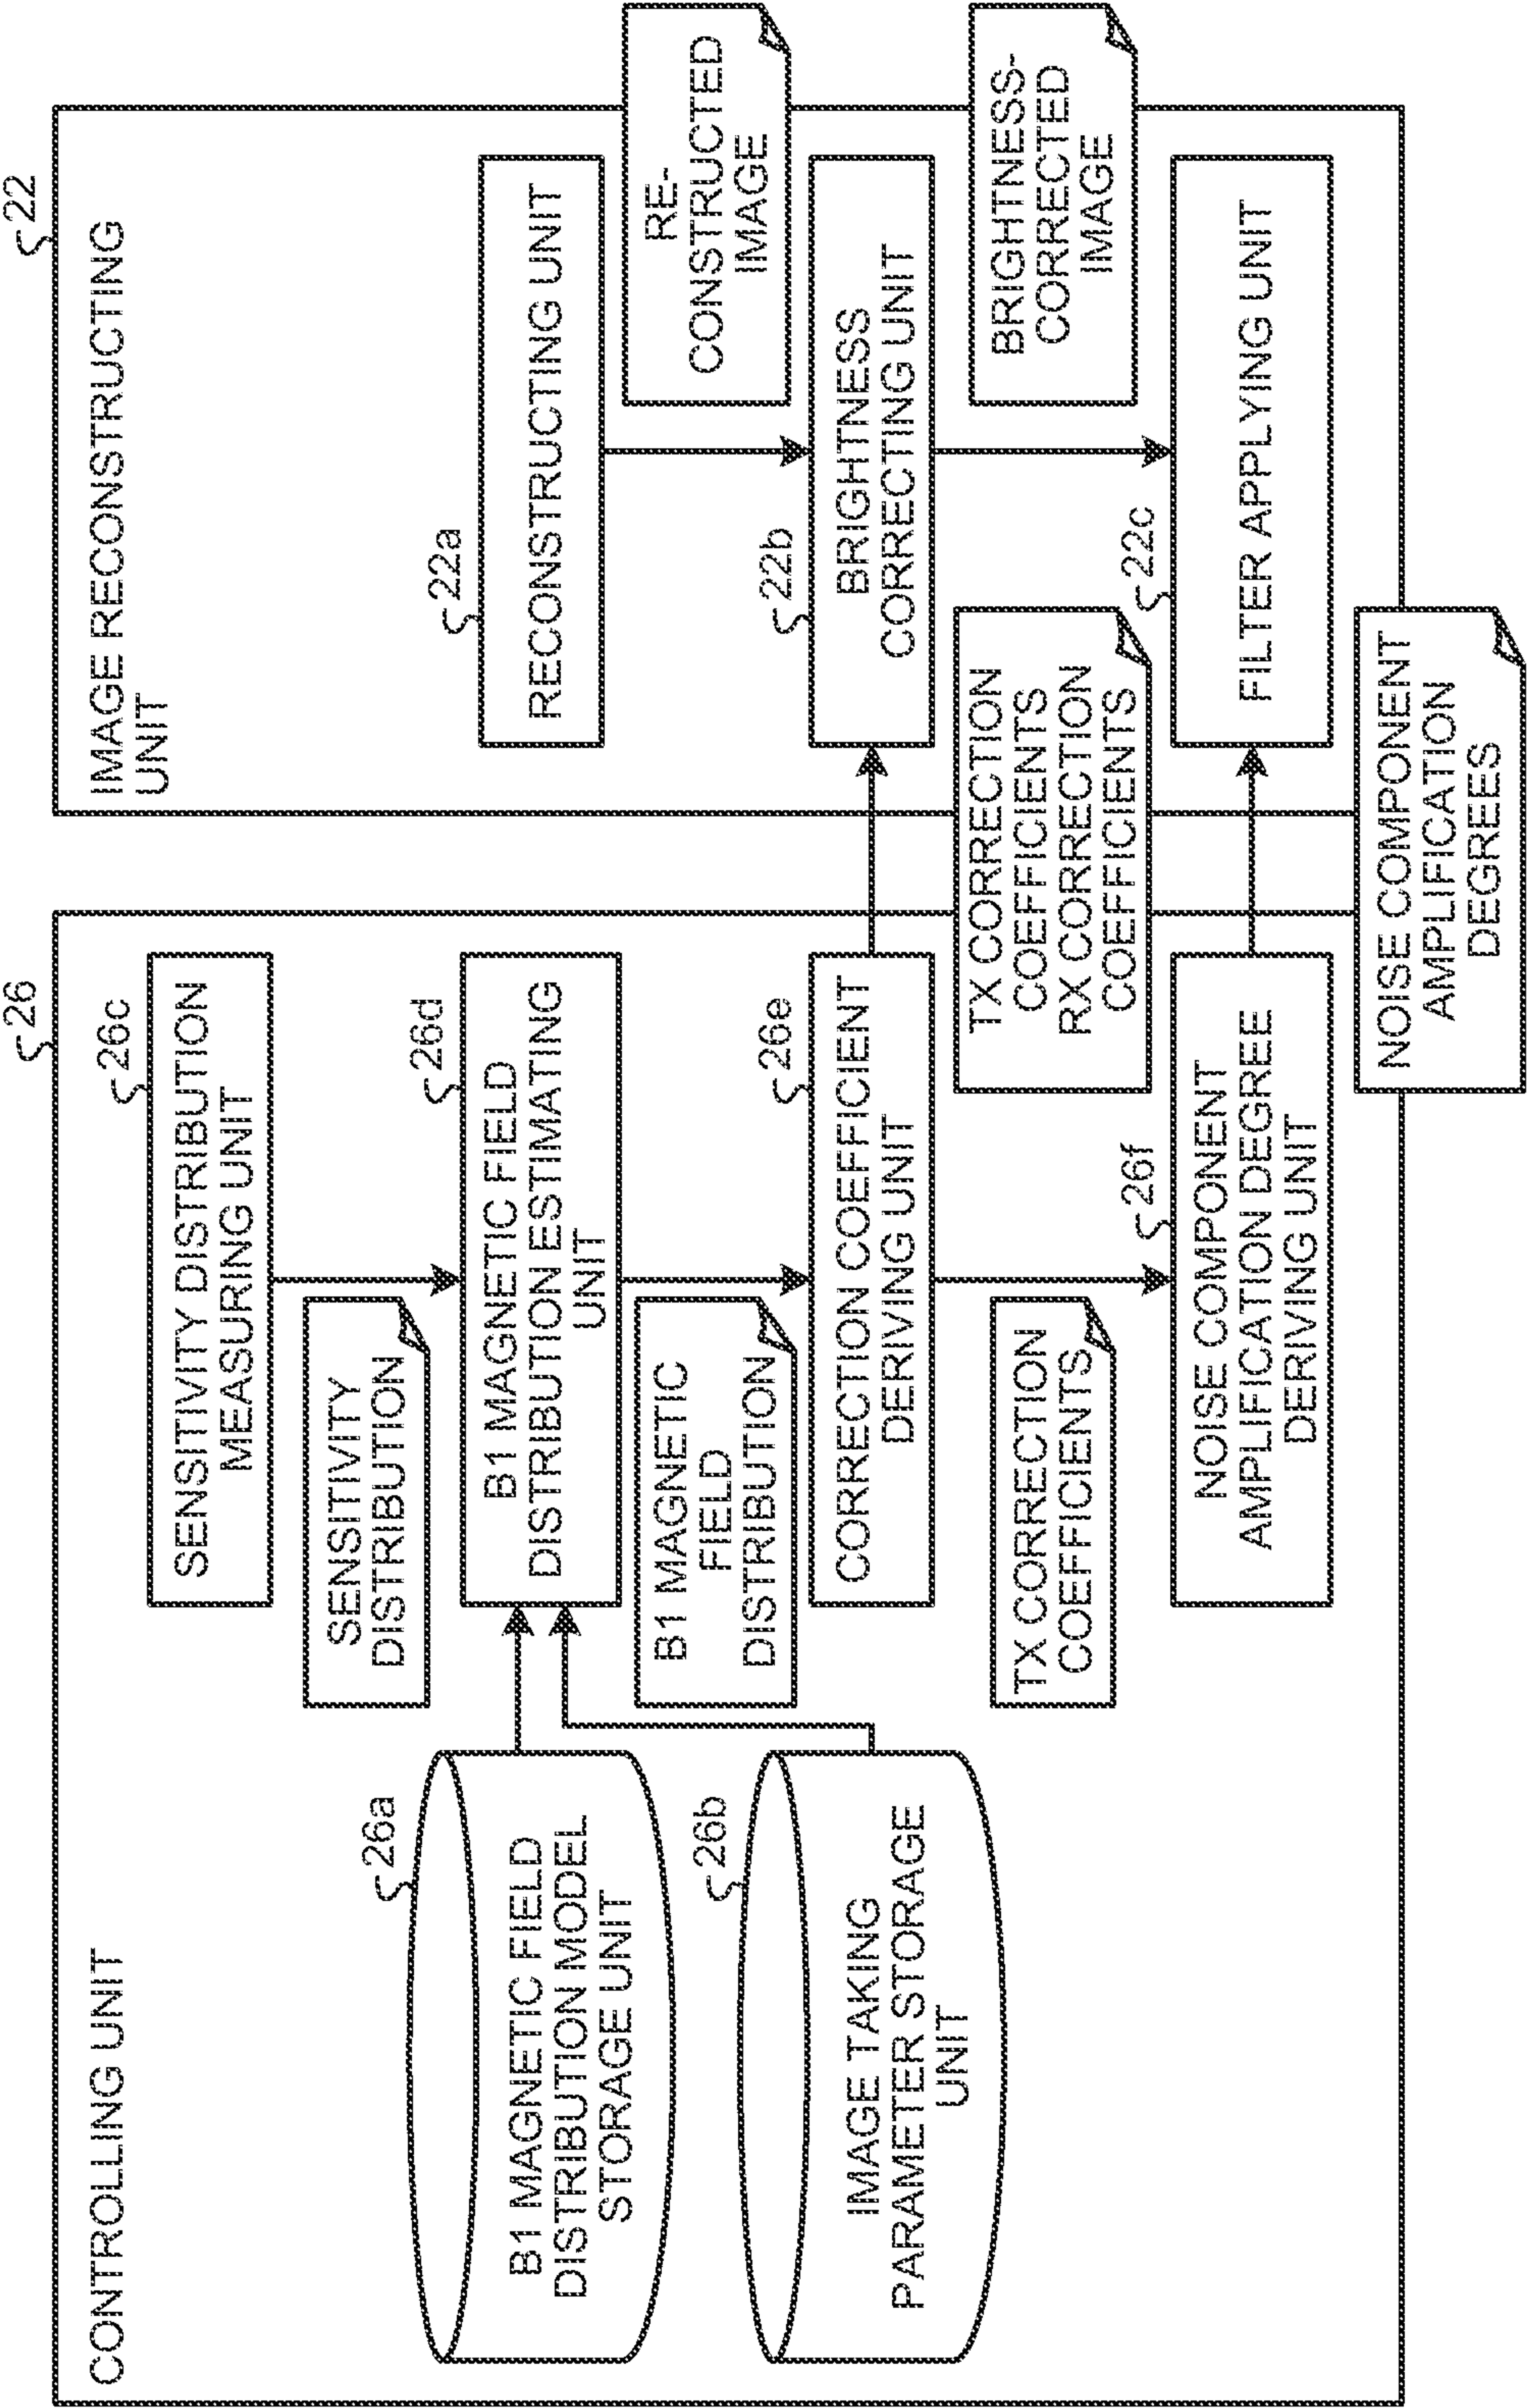 26
CONTROLLING UNIT
26c
SENSITIVITY DISTRIBUTION
MEASURING UNIT
SENSITIVITY
DISTRIBUTION
26a
B1 MAGNETIC FIELD
DISTRIBUTION MODEL
STORAGE UNIT
26d
B1 MAGNETIC FIELD
DISTRIBUTION ESTIMATING
UNIT
B1 MAGNETIC
FIELD
DISTRIBUTION
26b
IMAGE TAKING
PARAMETER STORAGE
UNIT
26e
CORRECTION COEFFICIENT
DERIVING UNIT
TX CORRECTION
COEFFICIENTS
26f
NOISE COMPONENT
AMPLIFICATION DEGREE
DERIVING UNIT
TX CORRECTION
COEFFICIENTS
RX CORRECTION
COEFFICIENTS
NOISE COMPONENT
AMPLIFICATION
DEGREES
22
IMAGE RECONSTRUCTING
UNIT
22a
RECONSTRUCTING UNIT
RE-
CONSTRUCTED
IMAGE
22b
BRIGHTNESS
CORRECTING UNIT
BRIGHTNESS-
CORRECTED
IMAGE
22c
FILTER APPLYING UNIT